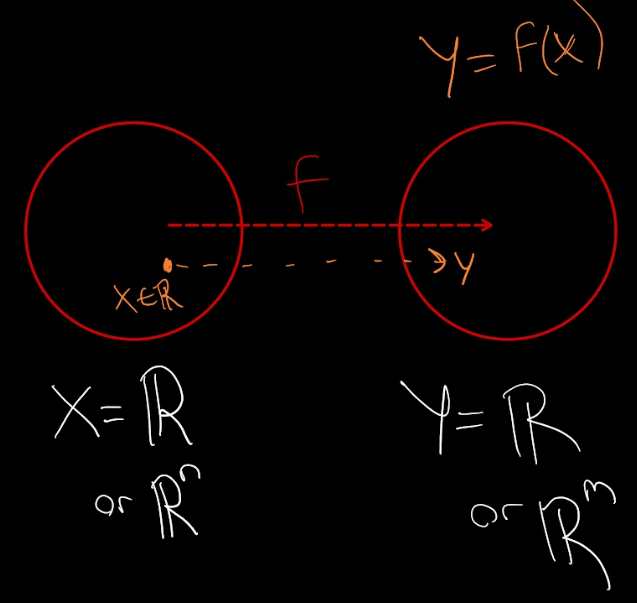 Y = f(x)
f
x ∈ ℝ
y
X = ℝ
or ℝⁿ
Y = ℝ
or ℝᵐ